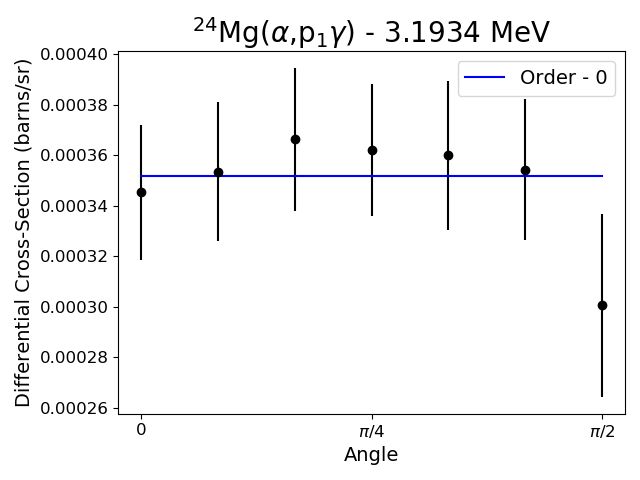 ²⁴Mg(α,p₁γ) - 3.1934 MeV
Differential Cross-Section (barns/sr)
0.00040
0.00038
0.00036
0.00034
0.00032
0.00030
0.00028
0.00026
Order - 0
0 π/4 π/2
Angle